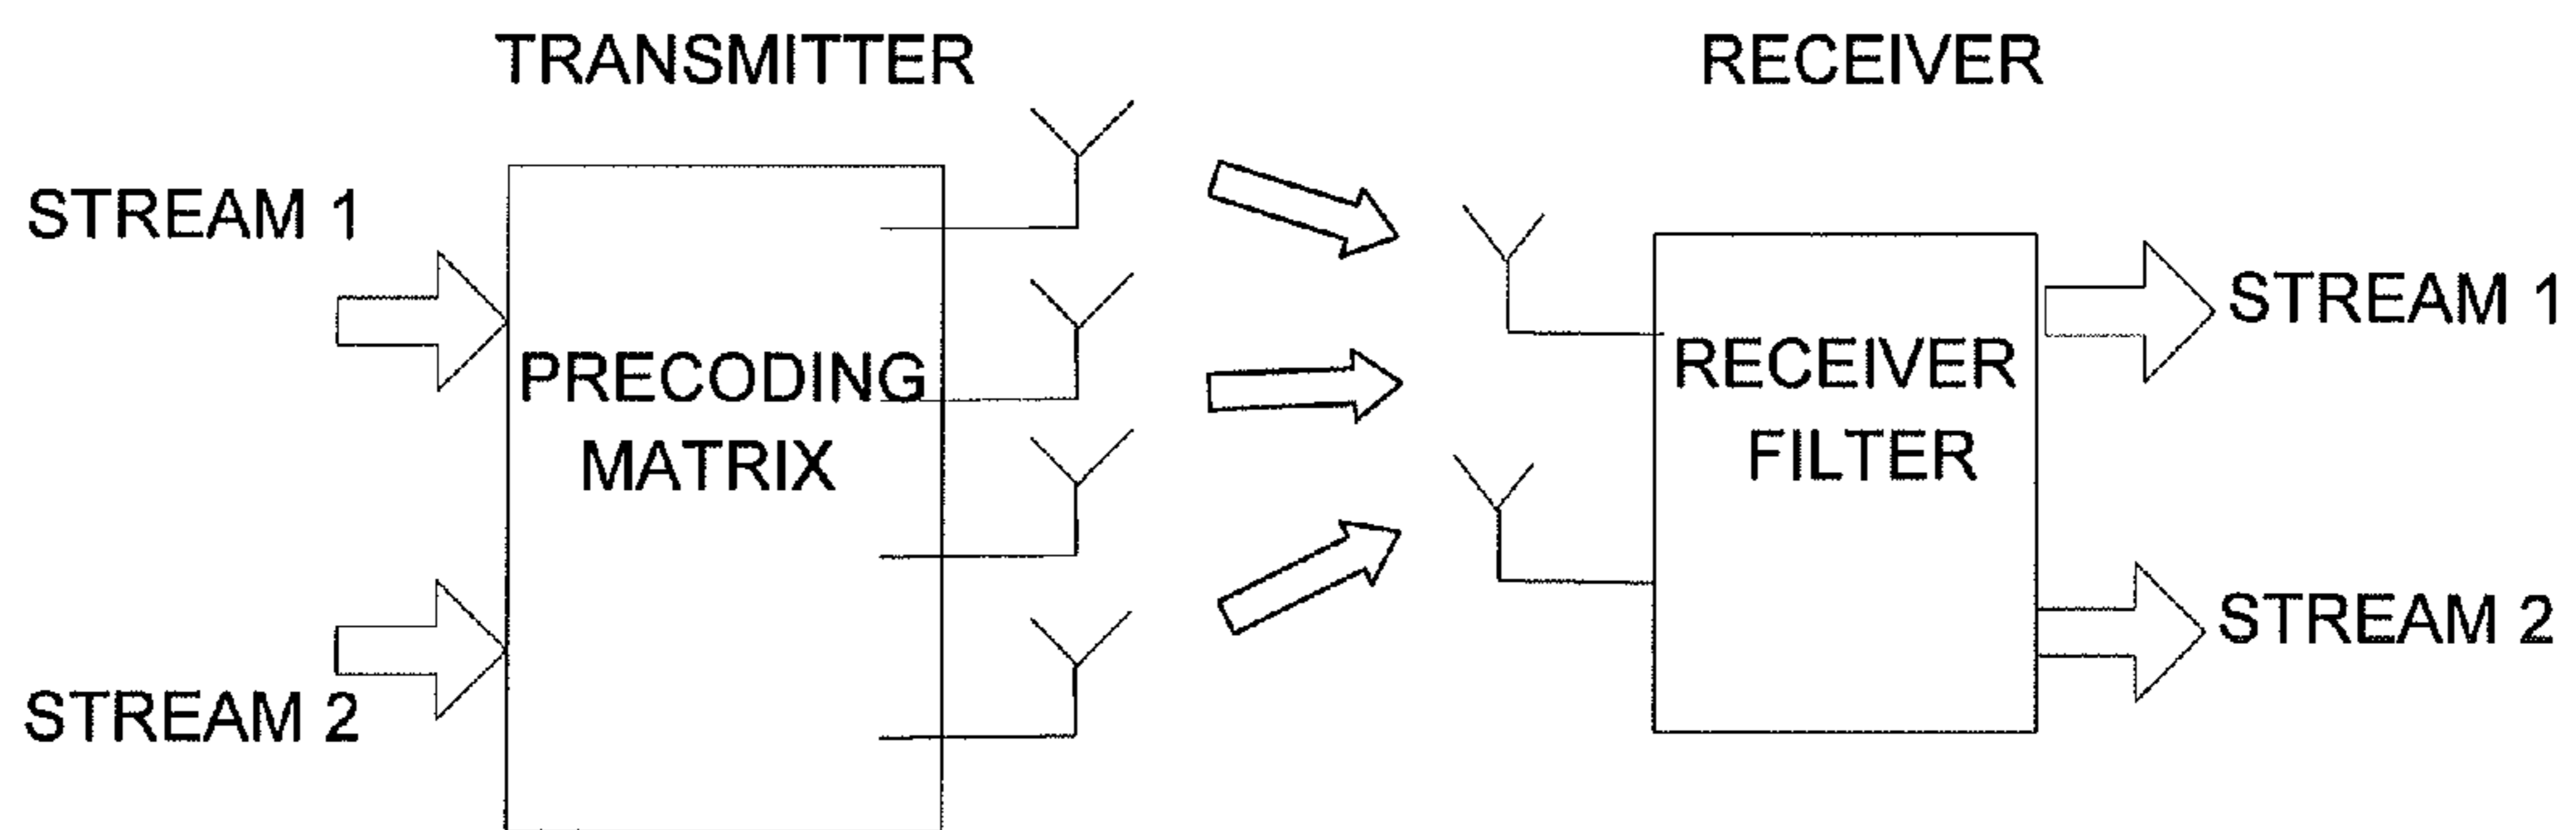 TRANSMITTER
RECEIVER
STREAM 1
PRECODING
MATRIX
STREAM 2
RECEIVER
FILTER
STREAM 1
STREAM 2